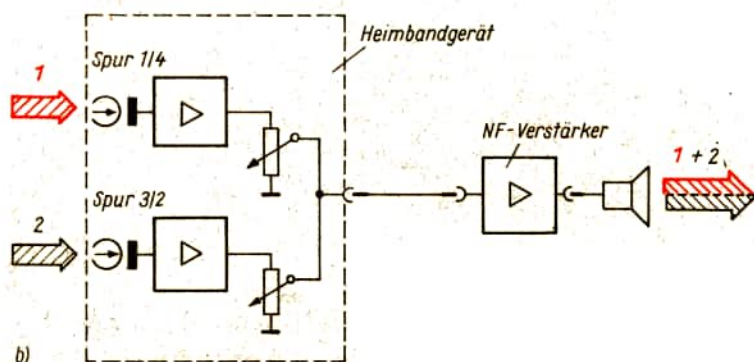 Heimbandgerät
Spur 1/4
1
NF-Verstärker
1 + 2
Spur 3/2
2
b)